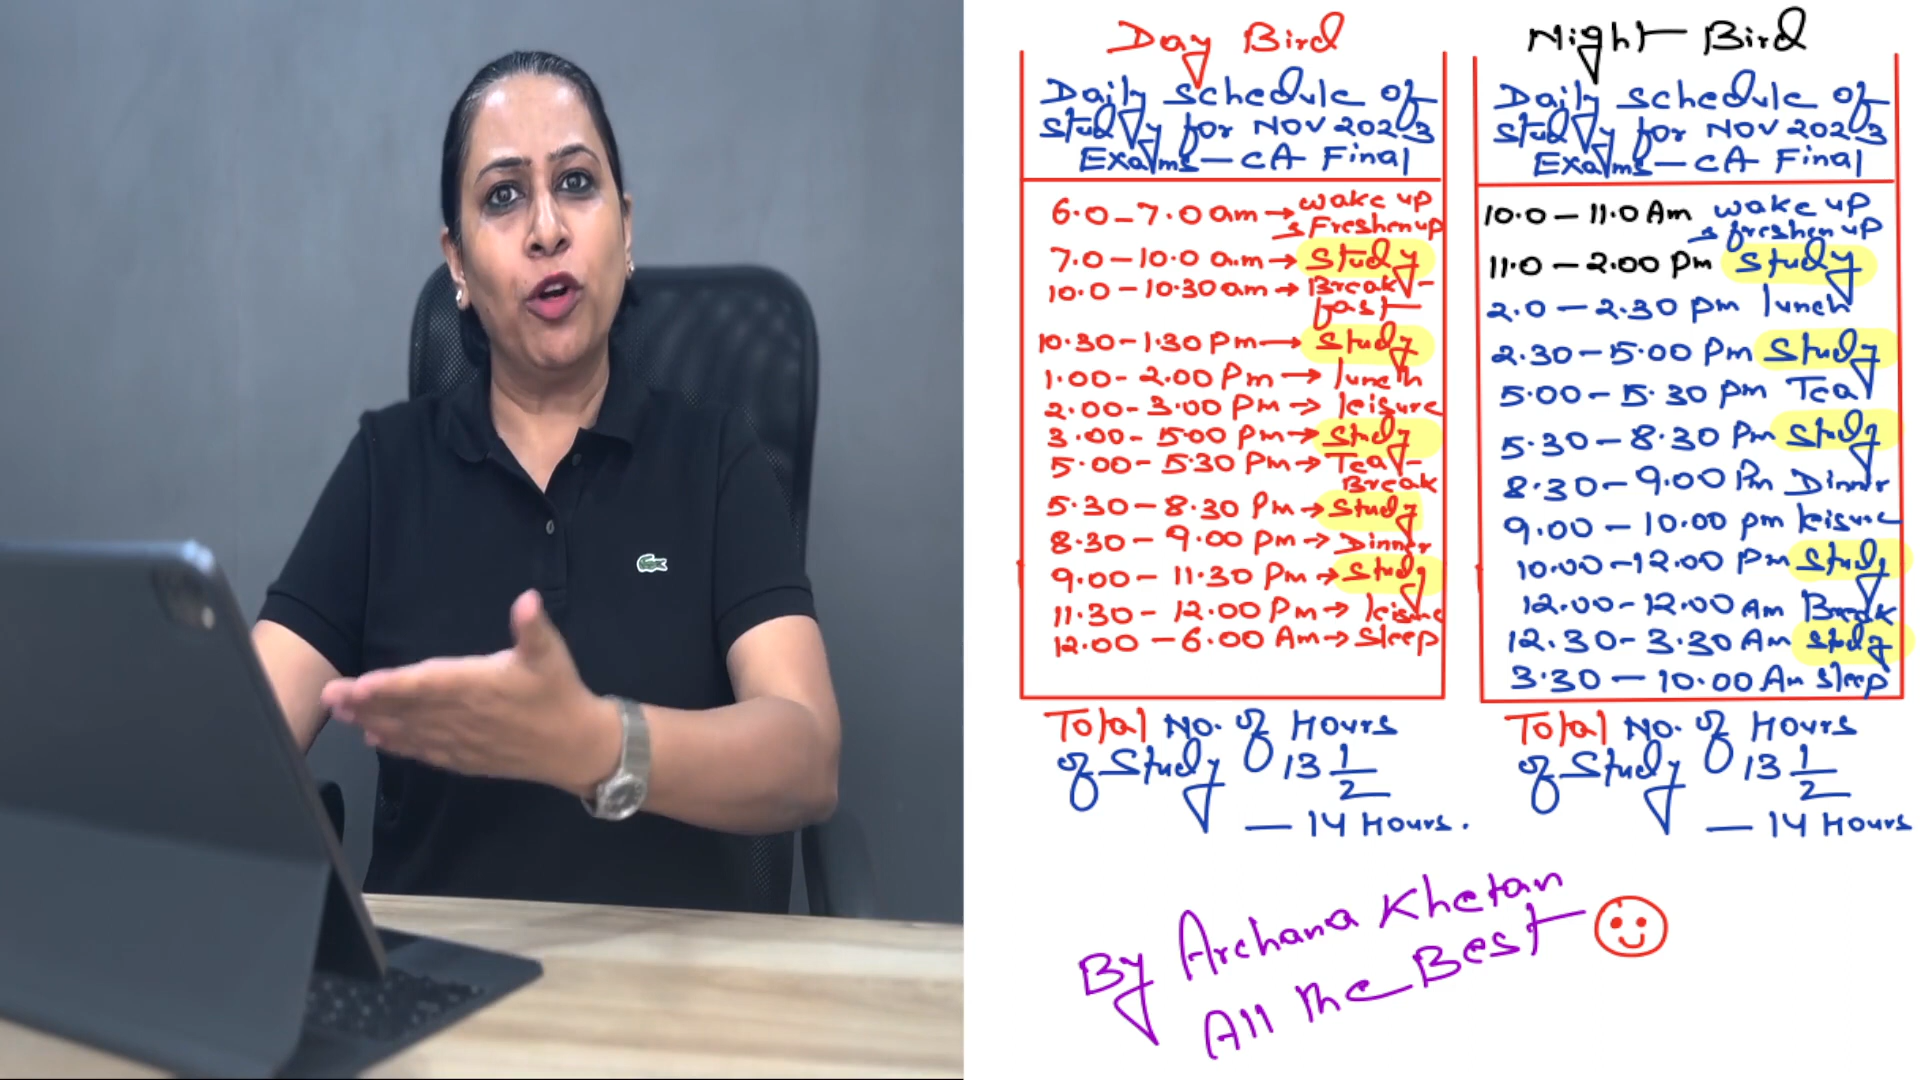 Day Bird
Daily schedule of
study for NOV 2023
Exams — CA Final
6.0 – 7.0 am → wake up
& Freshen up
7.0 – 10.0 a.m → Study
10.0 – 10.30 am → Break-
fast
10.30 – 1.30 Pm → Study
1.00 - 2.00 Pm → lunch
2.00 - 3.00 Pm → leisure
3.00 - 5.00 Pm → Study
5.00 - 5.30 Pm → Tea-
Break
5.30 – 8.30 Pm → Study
8.30 – 9.00 Pm → Dinner
9.00 – 11.30 Pm → Study
11.30 – 12.00 Pm → leisure
12.00 – 6.00 Am → Sleep
Total No. of Hours
of Study 13 1/2
— 14 Hours.
Night Bird
Daily schedule of
study for NOV 2023
Exams — CA Final
10.0 – 11.0 Am wake up
& freshen up
11.0 – 2.00 Pm Study
2.0 – 2.30 Pm lunch
2.30 – 5.00 Pm Study
5.00 – 5.30 Pm Tea
5.30 – 8.30 Pm Study
8.30 – 9.00 Pm Dinner
9.00 – 10.00 Pm leisure
10.00 – 12.00 Pm Study
12.00 - 12.00 Am Break
12.30 - 3.30 Am Study
3.30 – 10.00 Am Sleep
Total No. of Hours
of Study 13 1/2
— 14 Hours
By Archana Khetan
All the Best